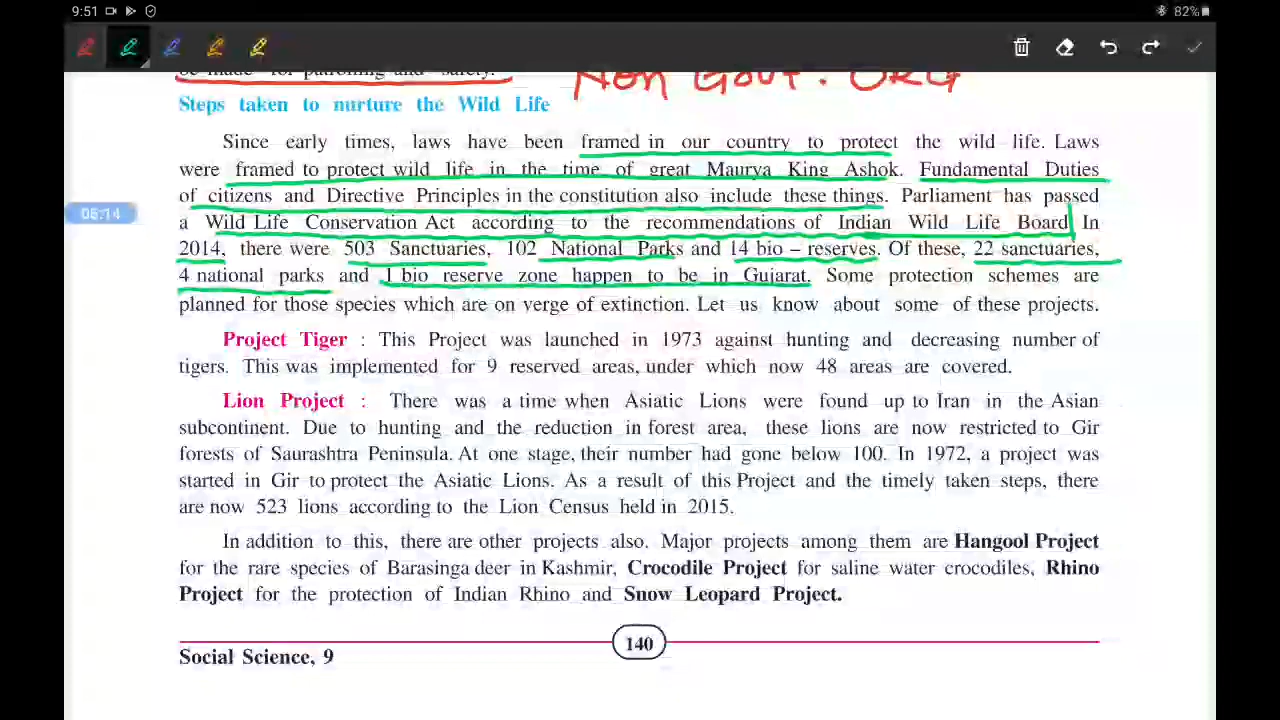 9:51 82%
be made for patrolling and safety.
Non Govt. ORG
Steps taken to nurture the Wild Life
Since early times, laws have been framed in our country to protect the wild life. Laws
were framed to protect wild life in the time of great Maurya King Ashok. Fundamental Duties
of citizens and Directive Principles in the constitution also include these things. Parliament has passed
05:14
a Wild Life Conservation Act according to the recommendations of Indian Wild Life Board In
2014, there were 503 Sanctuaries, 102 National Parks and 14 bio – reserves. Of these, 22 sanctuaries,
4 national parks and 1 bio reserve zone happen to be in Gujarat. Some protection schemes are
planned for those species which are on verge of extinction. Let us know about some of these projects.
Project Tiger : This Project was launched in 1973 against hunting and decreasing number of
tigers. This was implemented for 9 reserved areas, under which now 48 areas are covered.
Lion Project : There was a time when Asiatic Lions were found up to Iran in the Asian
subcontinent. Due to hunting and the reduction in forest area, these lions are now restricted to Gir
forests of Saurashtra Peninsula. At one stage, their number had gone below 100. In 1972, a project was
started in Gir to protect the Asiatic Lions. As a result of this Project and the timely taken steps, there
are now 523 lions according to the Lion Census held in 2015.
In addition to this, there are other projects also. Major projects among them are Hangool Project
for the rare species of Barasinga deer in Kashmir, Crocodile Project for saline water crocodiles, Rhino
Project for the protection of Indian Rhino and Snow Leopard Project.
140
Social Science, 9